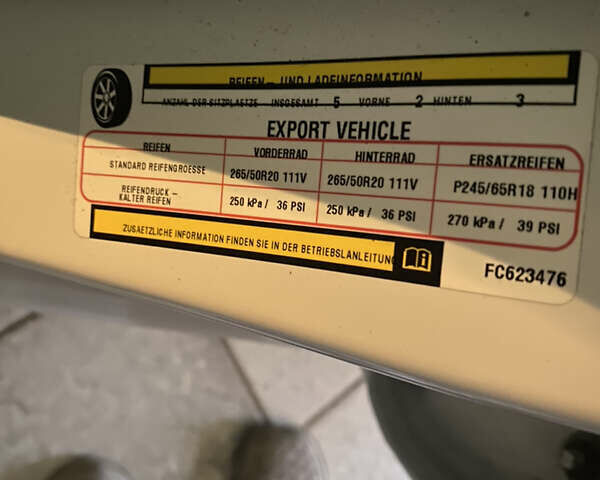 REIFEN - UND LADEINFORMATION
ANZAHL DER SITZPLAETZE INSGESAMT 5 VORNE 2 HINTEN 3
EXPORT VEHICLE
REIFEN VORDERRAD HINTERRAD ERSATZREIFEN
STANDARD REIFENGROESSE 265/50R20 111V 265/50R20 111V P245/65R18 110H
REIFENDRUCK -
KALTER REIFEN 250 kPa / 36 PSI 250 kPa / 36 PSI 270 kPa / 39 PSI
ZUSAETZLICHE INFORMATION FINDEN SIE IN DER BETRIEBSLANLEITUNG
FC623476